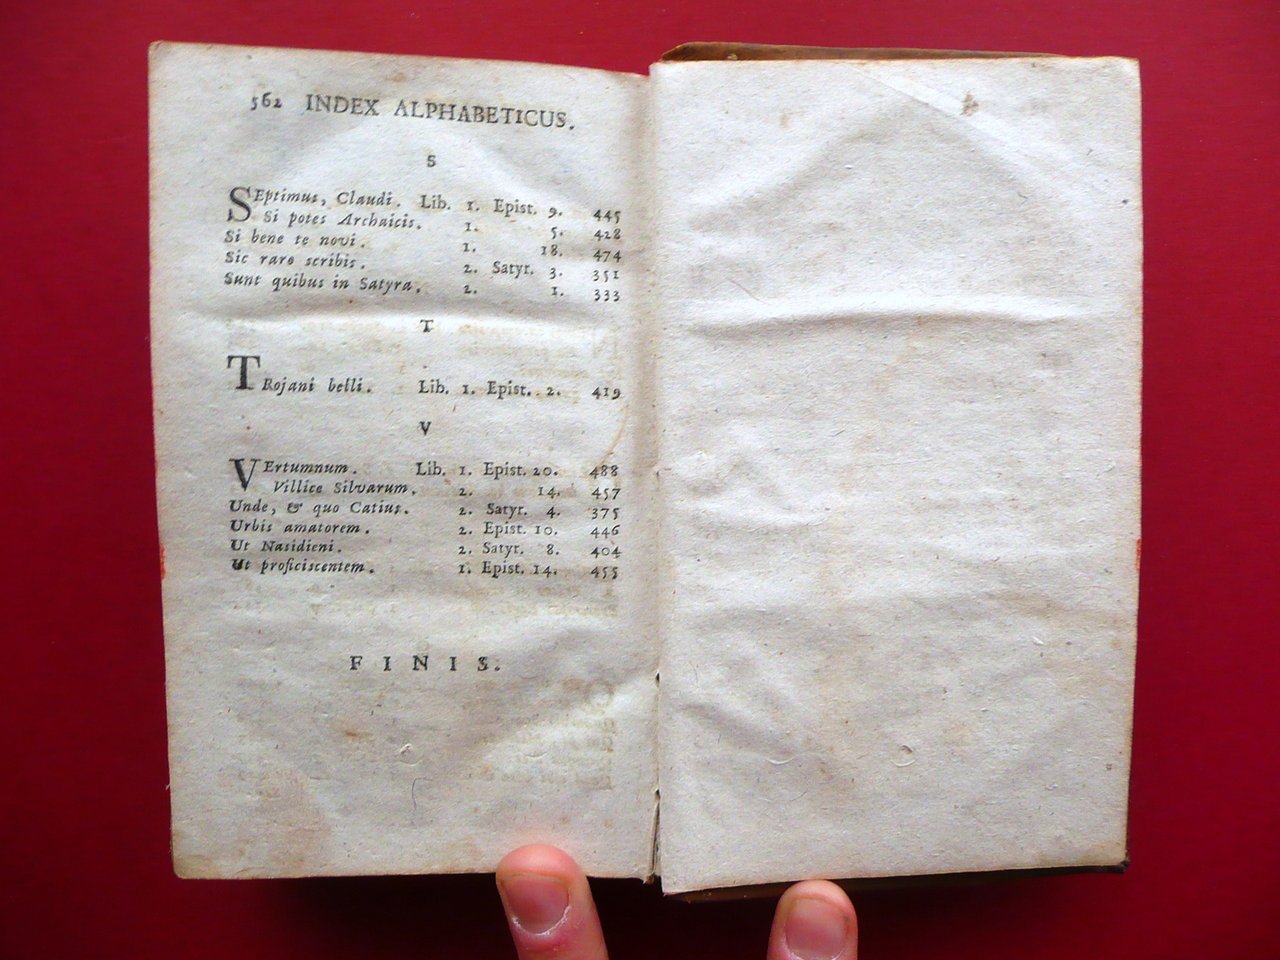 562 INDEX ALPHABETICUS.
S
SEptimus, Claudi. Lib. 1. Epist. 9. 445
Si potes Archaicis. 1. 5. 428
Si bene te novi. 1. 18. 474
Sic raro scribis. 2. Satyr. 3. 351
Sunt quibus in Satyra. 2. 1. 333
T
TRojani belli. Lib. 1. Epist. 2. 419
V
VErtumnum. Lib. 1. Epist. 20. 488
Villice Silvarum. 2. 14. 457
Unde, & quo Catius. 2. Satyr. 4. 375
Urbis amatorem. 2. Epist. 10. 446
Ut Nasidieni. 2. Satyr. 8. 404
Ut proficiscentem. 1. Epist. 14. 455
FINIS.